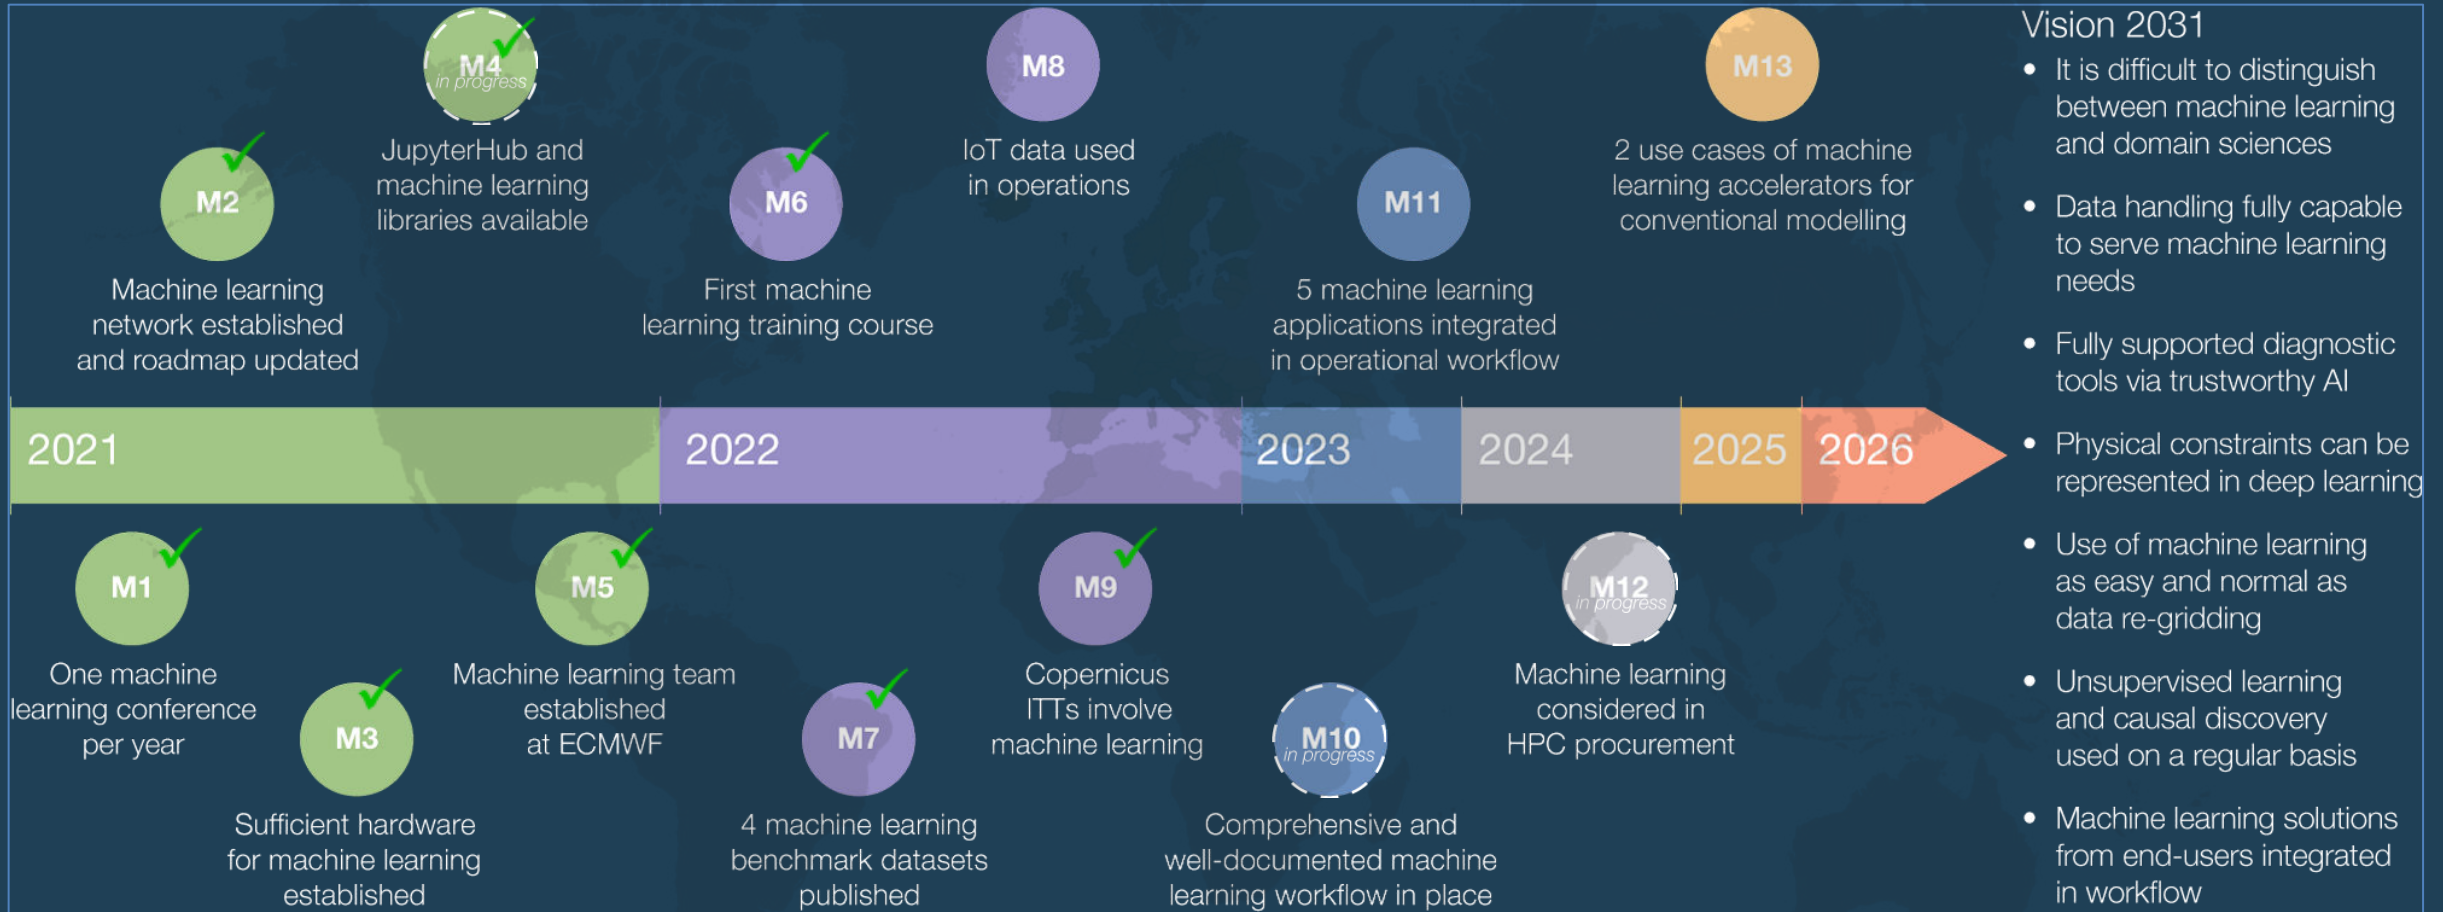 M4
in progress
JupyterHub and
machine learning
libraries available
M8
IoT data used
in operations
M13
2 use cases of machine
learning accelerators for
conventional modelling
M2
Machine learning
network established
and roadmap updated
M6
First machine
learning training course
M11
5 machine learning
applications integrated
in operational workflow
2021
2022
2023
2024
2025
2026
M1
One machine
learning conference
per year
M5
Machine learning team
established
at ECMWF
M9
Copernicus
ITTs involve
machine learning
M12
in progress
Machine learning
considered in
HPC procurement
M3
Sufficient hardware
for machine learning
established
M7
4 machine learning
benchmark datasets
published
M10
in progress
Comprehensive and
well-documented machine
learning workflow in place
Vision 2031
• It is difficult to distinguish
between machine learning
and domain sciences
• Data handling fully capable
to serve machine learning
needs
• Fully supported diagnostic
tools via trustworthy AI
• Physical constraints can be
represented in deep learning
• Use of machine learning
as easy and normal as
data re-gridding
• Unsupervised learning
and causal discovery
used on a regular basis
• Machine learning solutions
from end-users integrated
in workflow